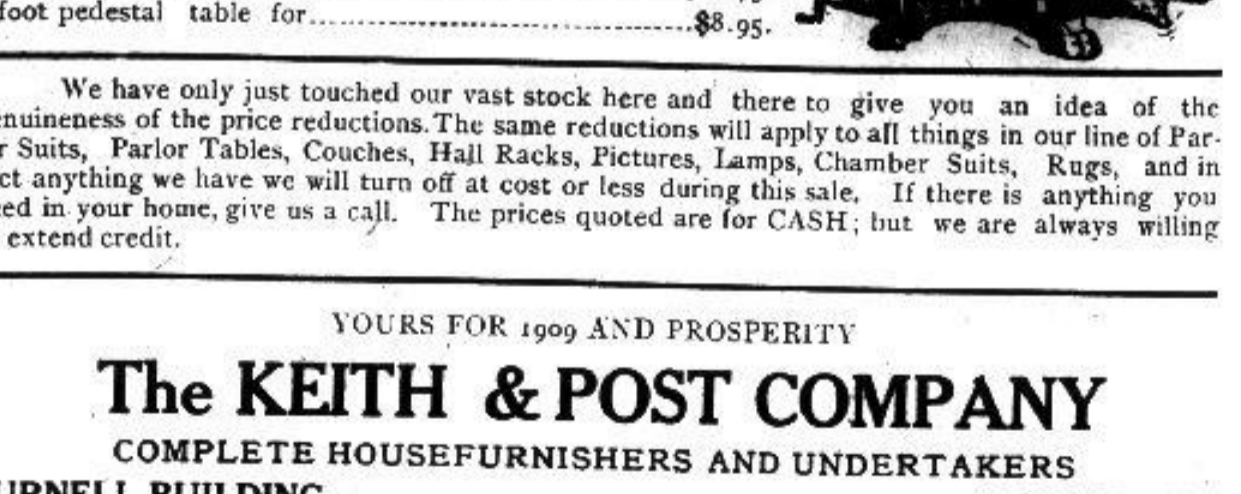 foot pedestal table for..........................................$8.95.
We have only just touched our vast stock here and there to give you an idea of the
nuineness of the price reductions. The same reductions will apply to all things in our line of Par-
r Suits, Parlor Tables, Couches, Hall Racks, Pictures, Lamps, Chamber Suits, Rugs, and in
ct anything we have we will turn off at cost or less during this sale. If there is anything you
ed in your home, give us a call. The prices quoted are for CASH; but we are always willing
extend credit.
YOURS FOR 1909 AND PROSPERITY
The KEITH & POST COMPANY
COMPLETE HOUSEFURNISHERS AND UNDERTAKERS
BUILDING